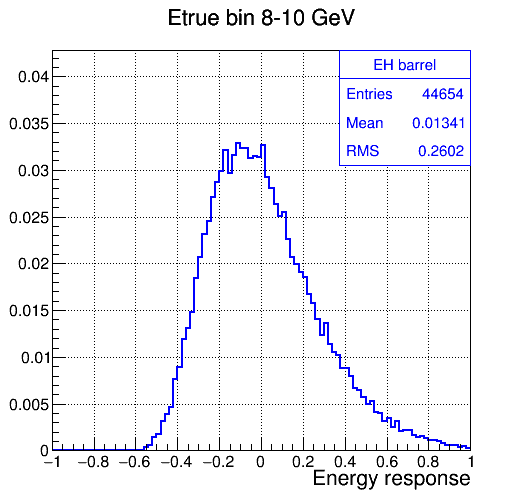 Etrue bin 8-10 GeV
EH barrel
Entries 44654
Mean 0.01341
RMS 0.2602
0.04
0.035
0.03
0.025
0.02
0.015
0.01
0.005
0
−1 −0.8 −0.6 −0.4 −0.2 0 0.2 0.4 0.6 0.8 1
Energy response